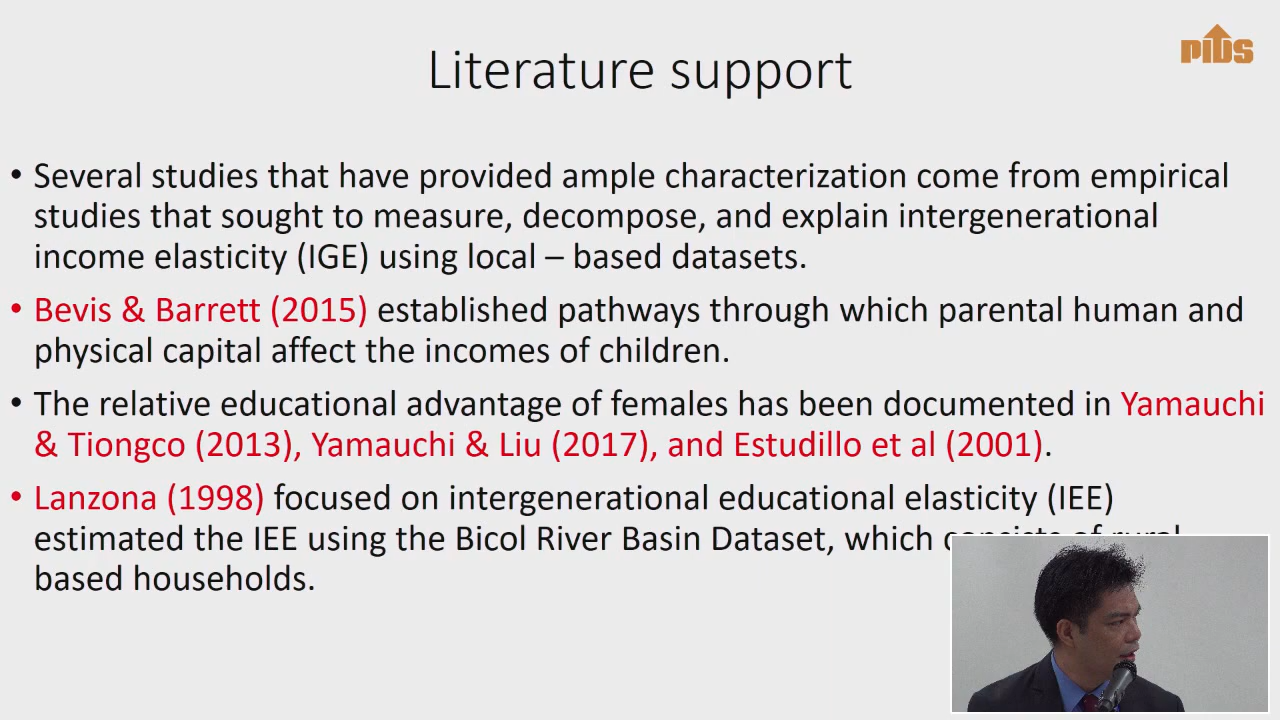 PIDS
Literature support
• Several studies that have provided ample characterization come from empirical
studies that sought to measure, decompose, and explain intergenerational
income elasticity (IGE) using local – based datasets.
• Bevis & Barrett (2015) established pathways through which parental human and
physical capital affect the incomes of children.
• The relative educational advantage of females has been documented in Yamauchi
& Tiongco (2013), Yamauchi & Liu (2017), and Estudillo et al (2001).
• Lanzona (1998) focused on intergenerational educational elasticity (IEE)
estimated the IEE using the Bicol River Basin Dataset, which consists of rural
based households.